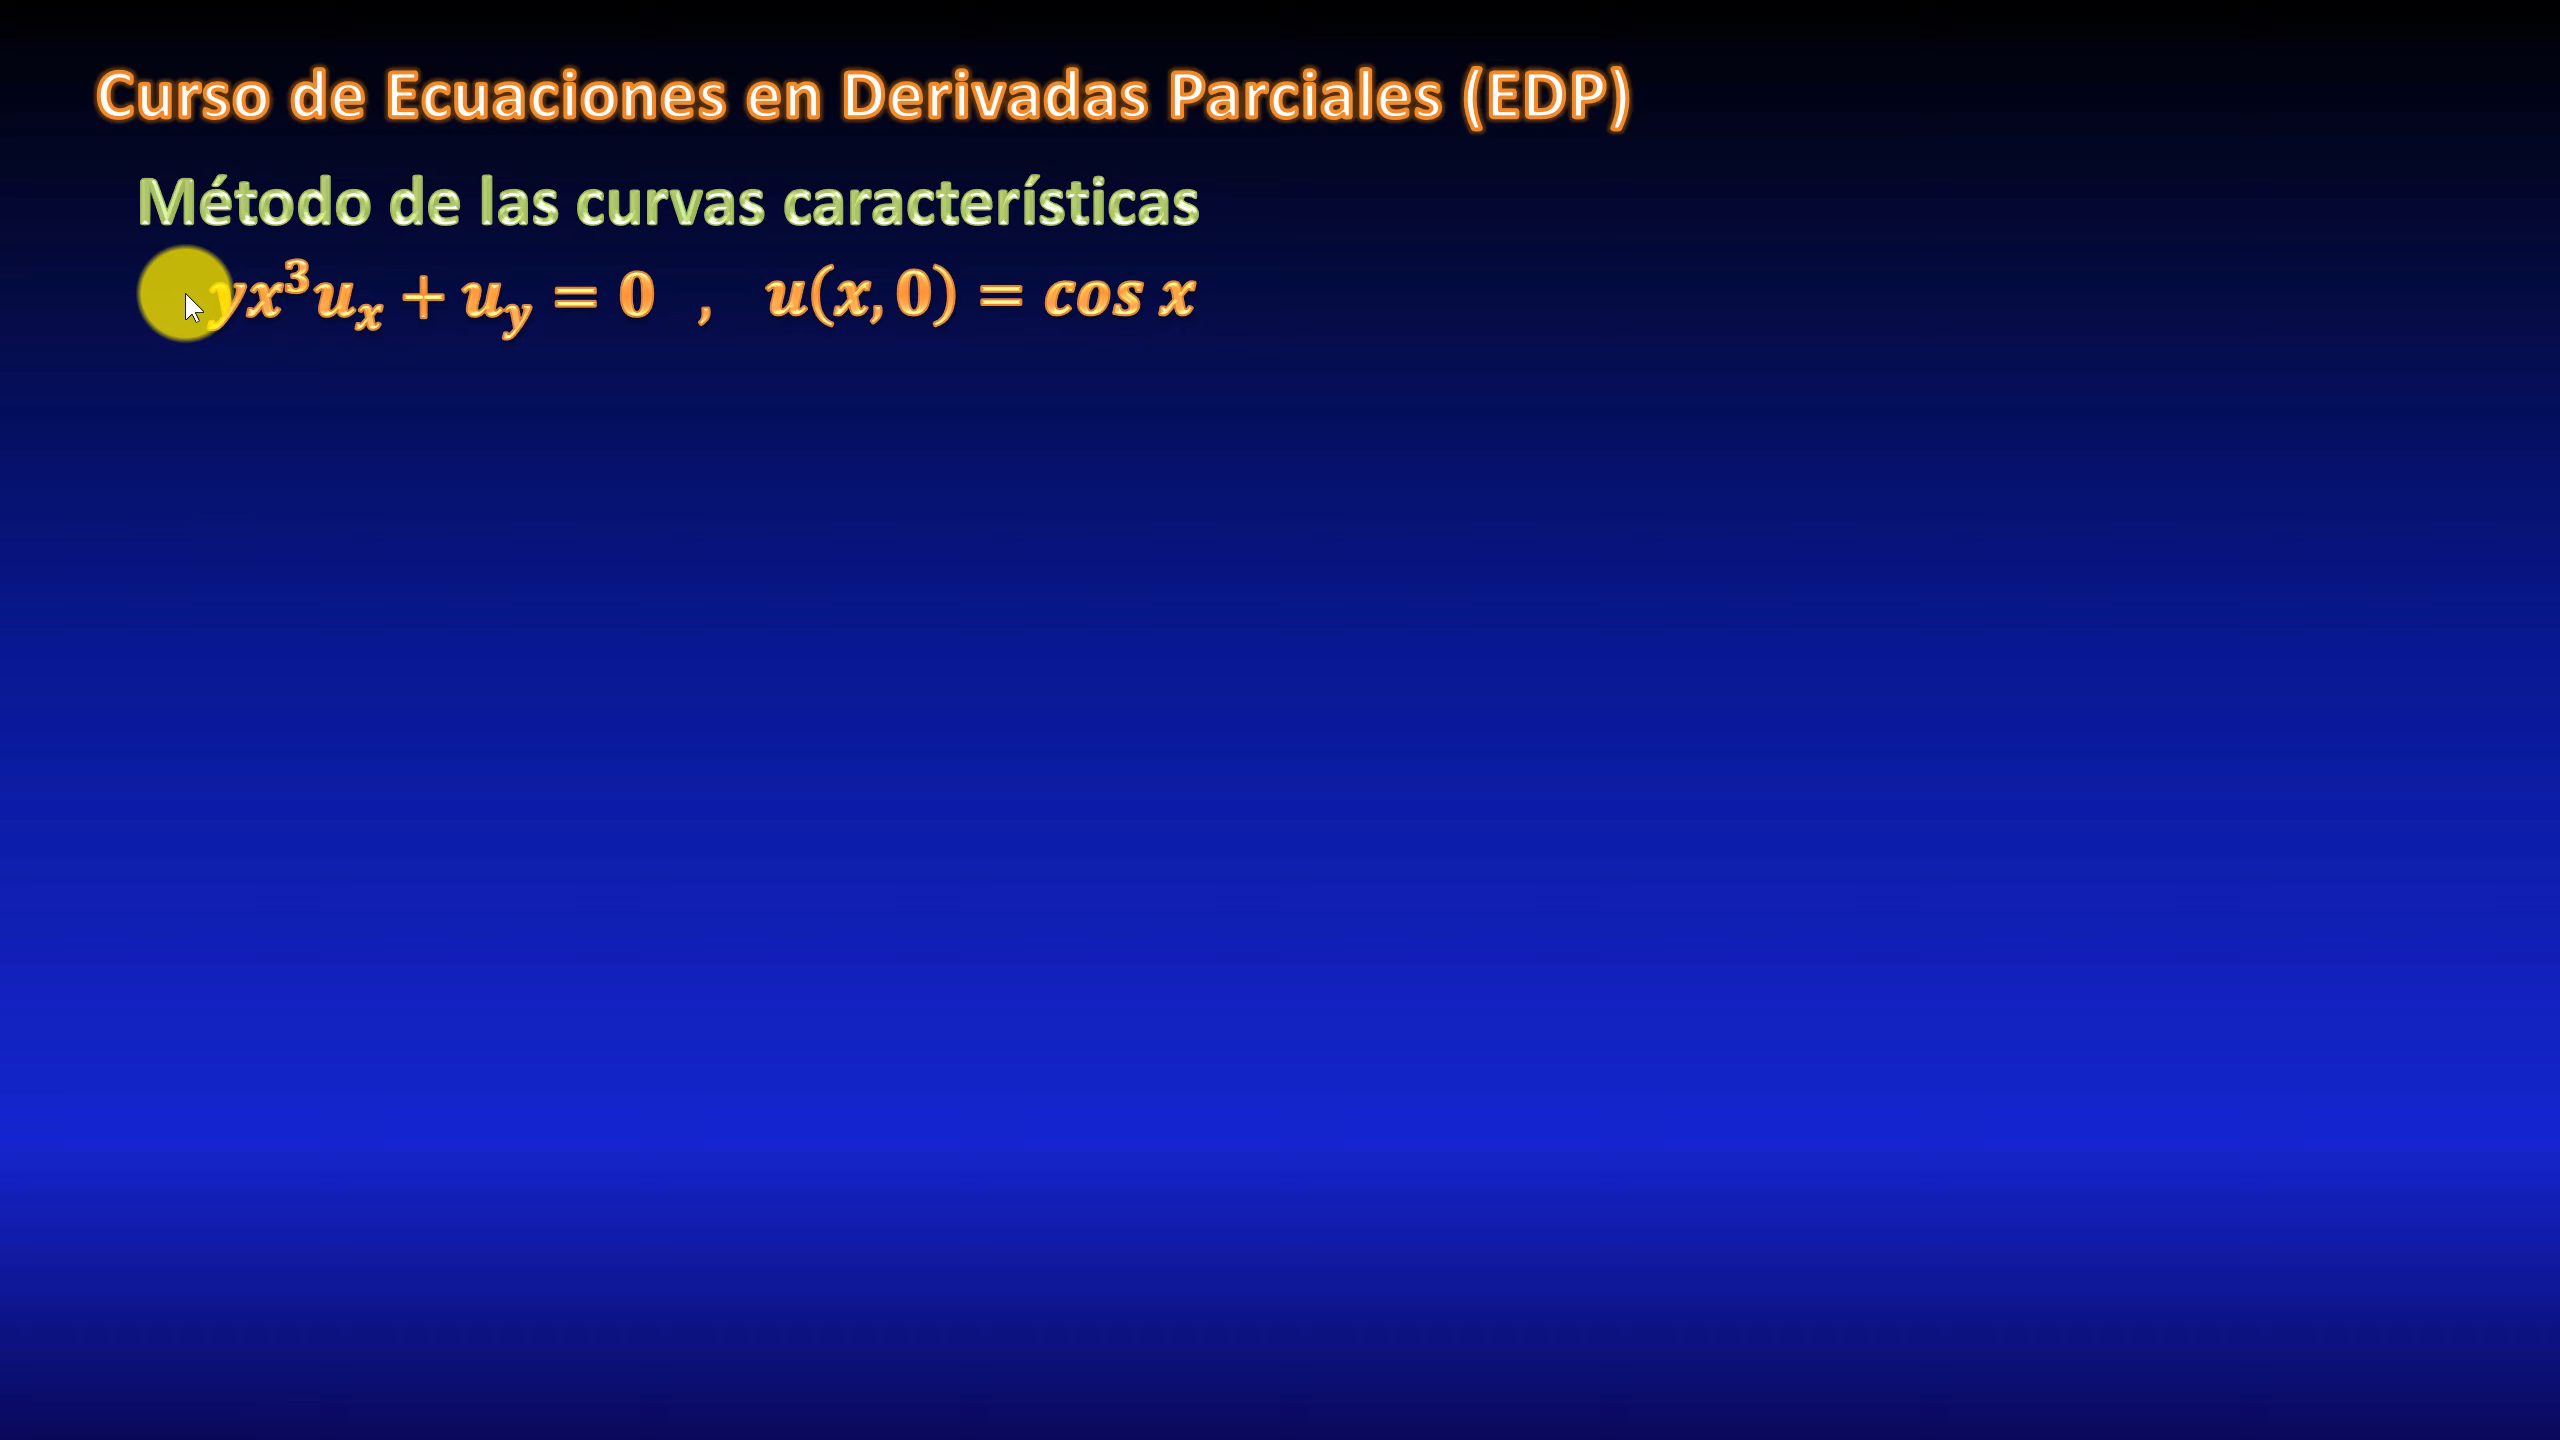 Curso de Ecuaciones en Derivadas Parciales (EDP)
Método de las curvas características
yx³uₓ + u_y = 0 , u(x, 0) = cos x